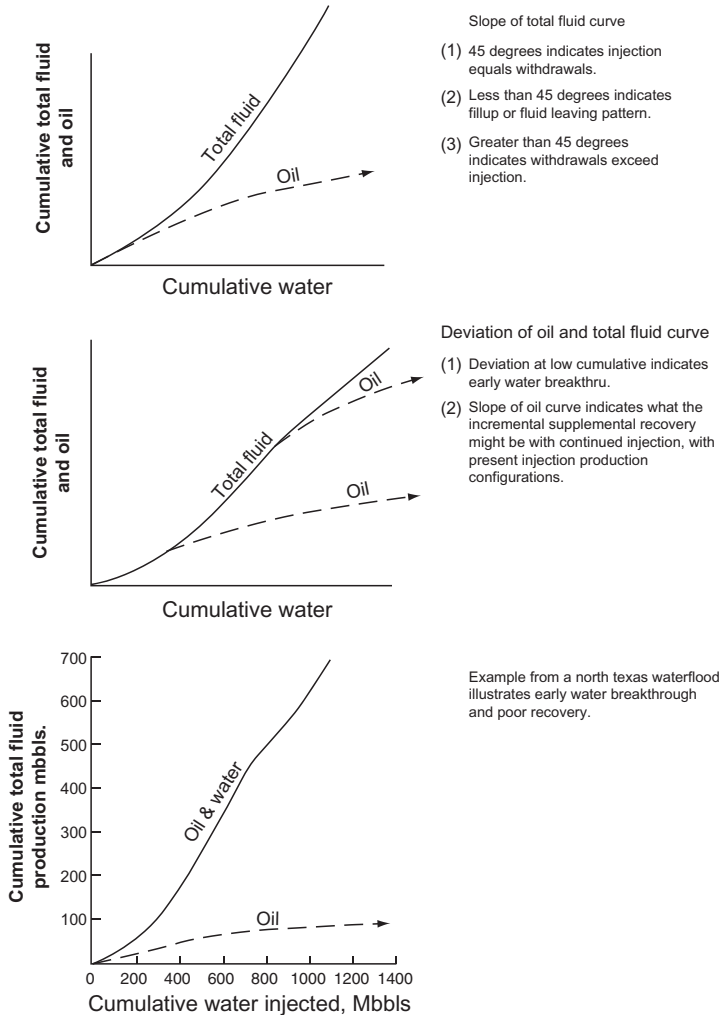 Cumulative total fluid
and oil
Total fluid
Oil
Cumulative water
Slope of total fluid curve
(1) 45 degrees indicates injection
equals withdrawals.
(2) Less than 45 degrees indicates
fillup or fluid leaving pattern.
(3) Greater than 45 degrees
indicates withdrawals exceed
injection.
Cumulative total fluid
and oil
Total fluid
Oil
Oil
Cumulative water
Deviation of oil and total fluid curve
(1) Deviation at low cumulative indicates
early water breakthru.
(2) Slope of oil curve indicates what the
incremental supplemental recovery
might be with continued injection, with
present injection production
configurations.
Cumulative total fluid
production mbbls.
700
600
500
400
300
200
100
Oil & water
Oil
0 200 400 600 800 1000 1200 1400
Cumulative water injected, Mbbls
Example from a north texas waterflood
illustrates early water breakthrough
and poor recovery.